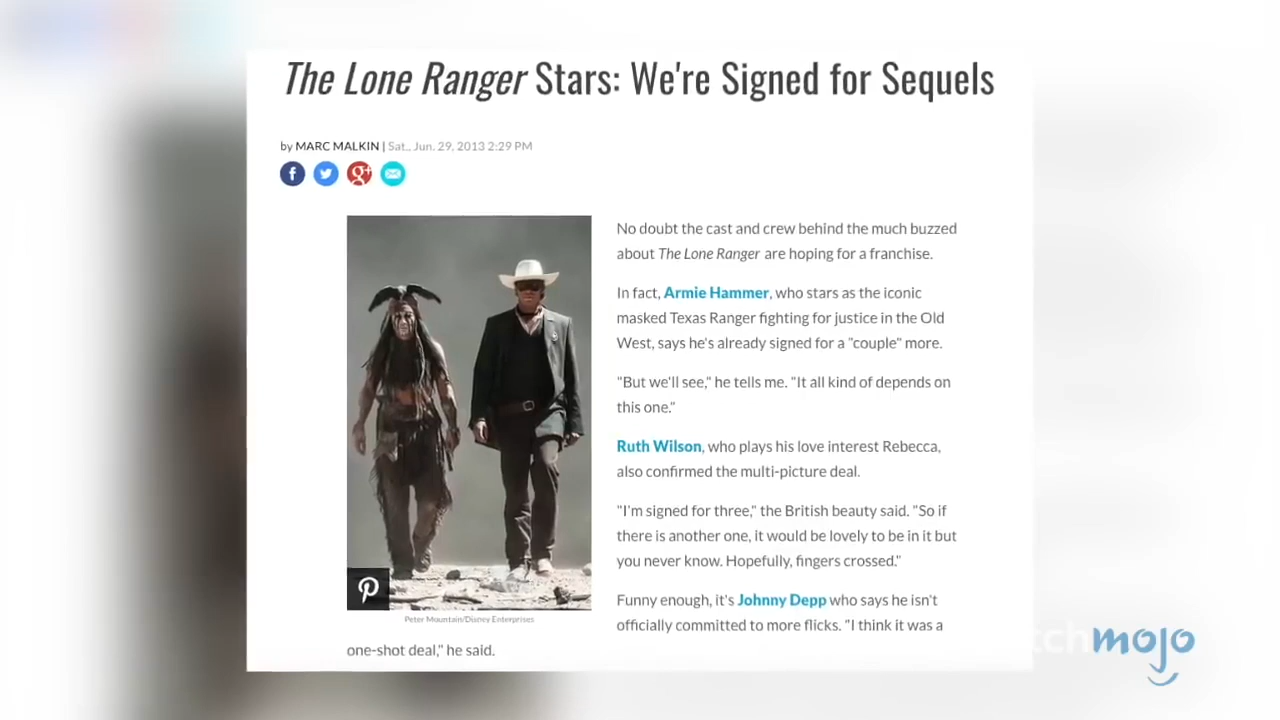 The Lone Ranger Stars: We're Signed for Sequels
by MARC MALKIN | Sat., Jun. 29, 2013 2:29 PM
No doubt the cast and crew behind the much buzzed
about The Lone Ranger are hoping for a franchise.
In fact, Armie Hammer, who stars as the iconic
masked Texas Ranger fighting for justice in the Old
West, says he's already signed for a "couple" more.
"But we'll see," he tells me. "It all kind of depends on
this one."
Ruth Wilson, who plays his love interest Rebecca,
also confirmed the multi-picture deal.
"I'm signed for three," the British beauty said. "So if
there is another one, it would be lovely to be in it but
you never know. Hopefully, fingers crossed."
Funny enough, it's Johnny Depp who says he isn't
officially committed to more flicks. "I think it was a
one-shot deal," he said.
Peter Mountain/Disney Enterprises
tchmojo